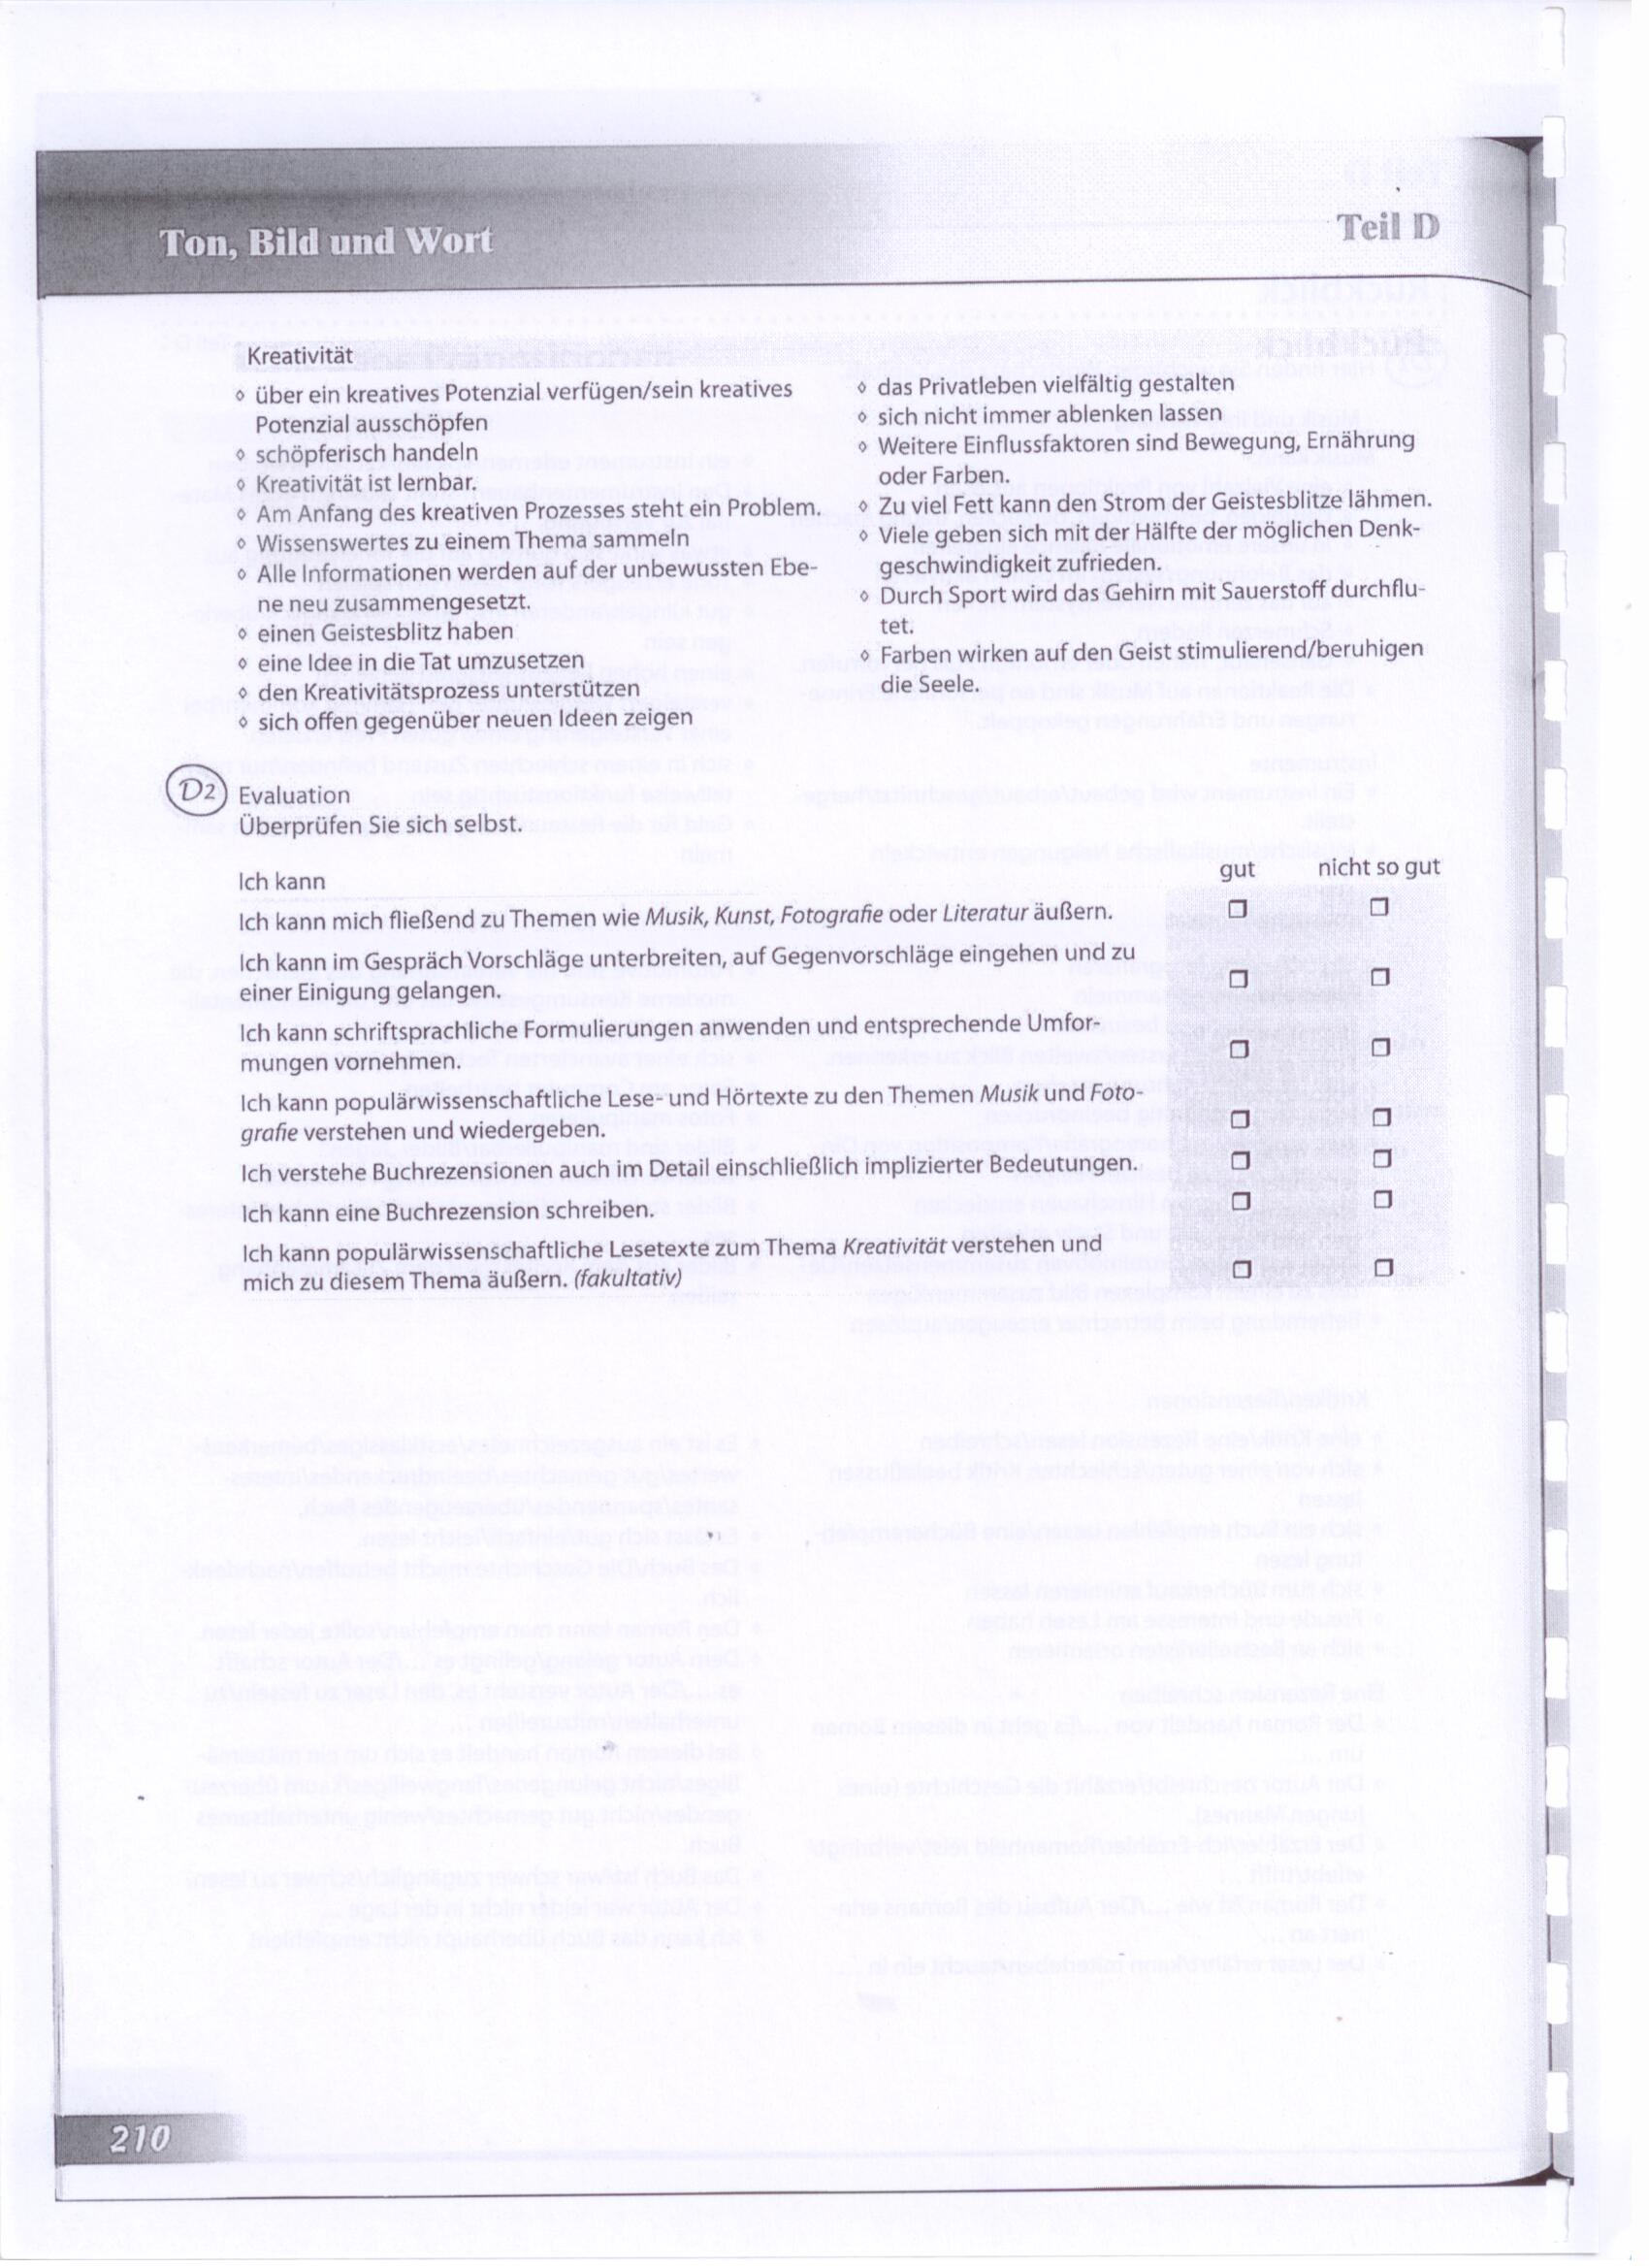 Ton, Bild und Wort
Teil D
Kreativität
◊ über ein kreatives Potenzial verfügen/sein kreatives
Potenzial ausschöpfen
◊ schöpferisch handeln
◊ Kreativität ist lernbar.
◊ Am Anfang des kreativen Prozesses steht ein Problem.
◊ Wissenswertes zu einem Thema sammeln
◊ Alle Informationen werden auf der unbewussten Ebe-
ne neu zusammengesetzt.
◊ einen Geistesblitz haben
◊ eine Idee in die Tat umzusetzen
◊ den Kreativitätsprozess unterstützen
◊ sich offen gegenüber neuen Ideen zeigen
◊ das Privatleben vielfältig gestalten
◊ sich nicht immer ablenken lassen
◊ Weitere Einflussfaktoren sind Bewegung, Ernährung
oder Farben.
◊ Zu viel Fett kann den Strom der Geistesblitze lähmen.
◊ Viele geben sich mit der Hälfte der möglichen Denk-
geschwindigkeit zufrieden.
◊ Durch Sport wird das Gehirn mit Sauerstoff durchflu-
tet.
◊ Farben wirken auf den Geist stimulierend/beruhigen
die Seele.
D2 Evaluation
Überprüfen Sie sich selbst.
Ich kann gut nicht so gut
Ich kann mich fließend zu Themen wie Musik, Kunst, Fotografie oder Literatur äußern.
Ich kann im Gespräch Vorschläge unterbreiten, auf Gegenvorschläge eingehen und zu
einer Einigung gelangen.
Ich kann schriftsprachliche Formulierungen anwenden und entsprechende Umfor-
mungen vornehmen.
Ich kann populärwissenschaftliche Lese- und Hörtexte zu den Themen Musik und Foto-
grafie verstehen und wiedergeben.
Ich verstehe Buchrezensionen auch im Detail einschließlich implizierter Bedeutungen.
Ich kann eine Buchrezension schreiben.
Ich kann populärwissenschaftliche Lesetexte zum Thema Kreativität verstehen und
mich zu diesem Thema äußern. (fakultativ)
210